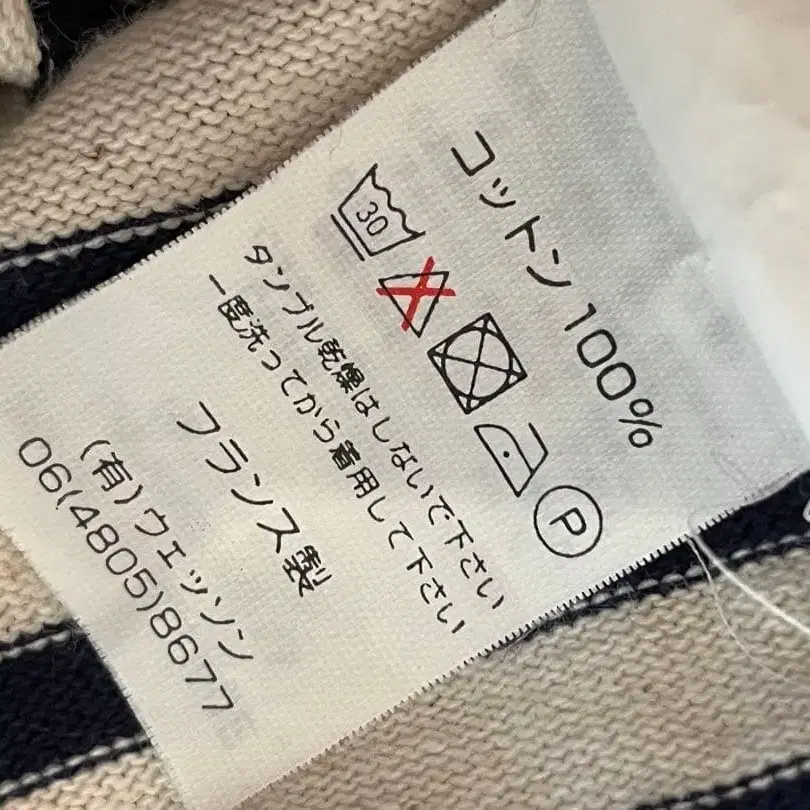 コットン100%
30
P
タンブル乾燥はしないで下さい
一度洗ってから着用して下さい
フランス製
(有)ウェッソン
06(4805)8677